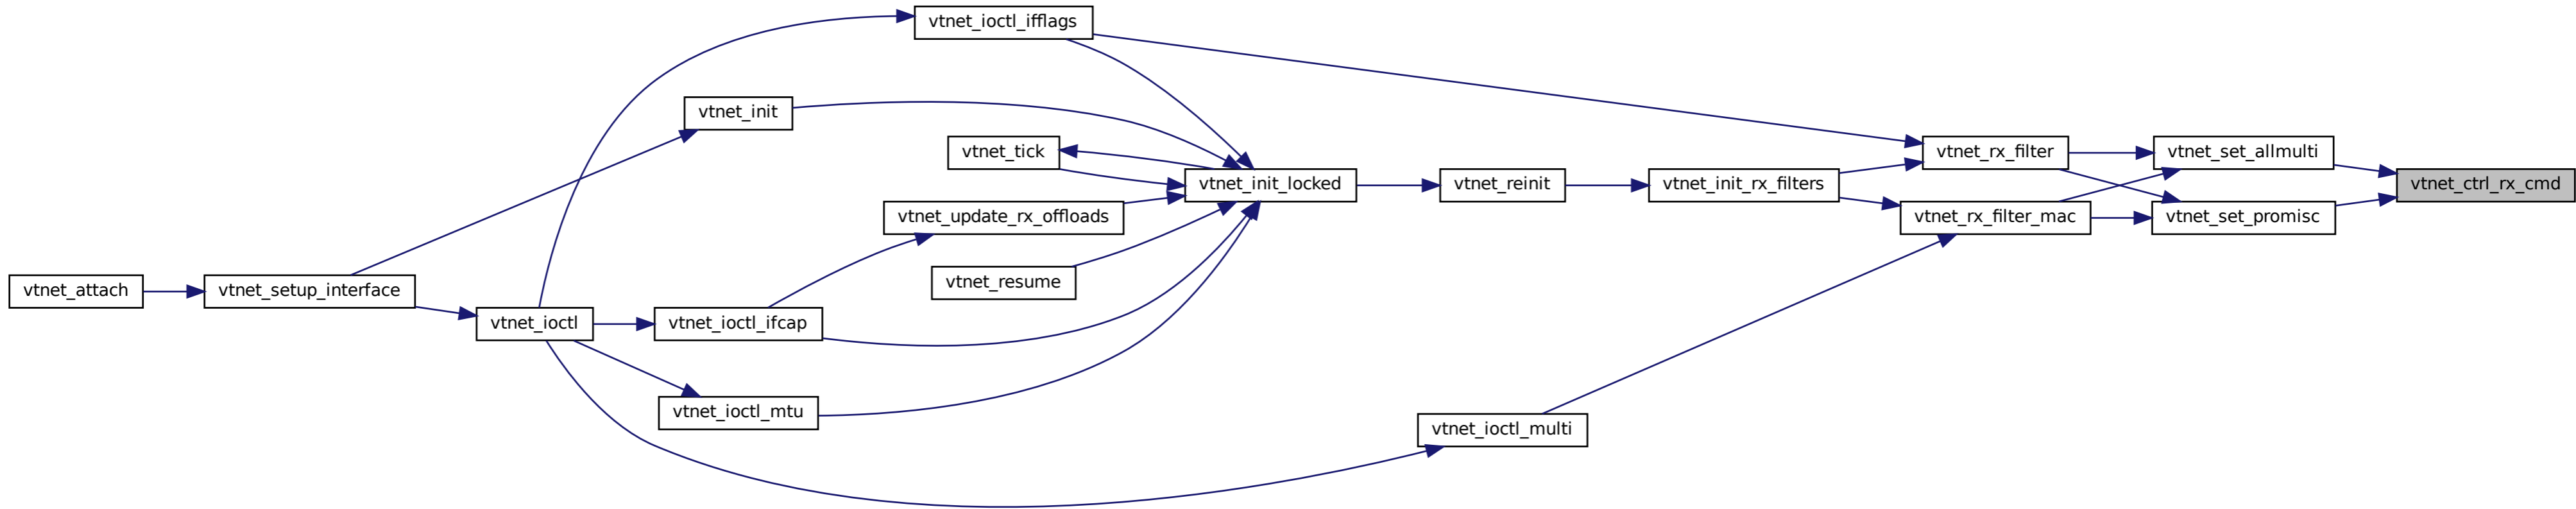 vtnet_ioctl_ifflags
vtnet_init
vtnet_tick
vtnet_rx_filter
vtnet_set_allmulti
vtnet_init_locked
vtnet_reinit
vtnet_init_rx_filters
vtnet_ctrl_rx_cmd
vtnet_update_rx_offloads
vtnet_rx_filter_mac
vtnet_set_promisc
vtnet_resume
vtnet_attach
vtnet_setup_interface
vtnet_ioctl
vtnet_ioctl_ifcap
vtnet_ioctl_mtu
vtnet_ioctl_multi